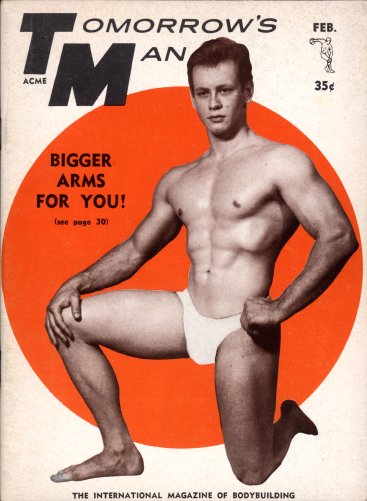 TOMORROW'S
MAN
ACME
FEB.
35¢
BIGGER
ARMS
FOR YOU!
(see page 30)
THE INTERNATIONAL MAGAZINE OF BODYBUILDING